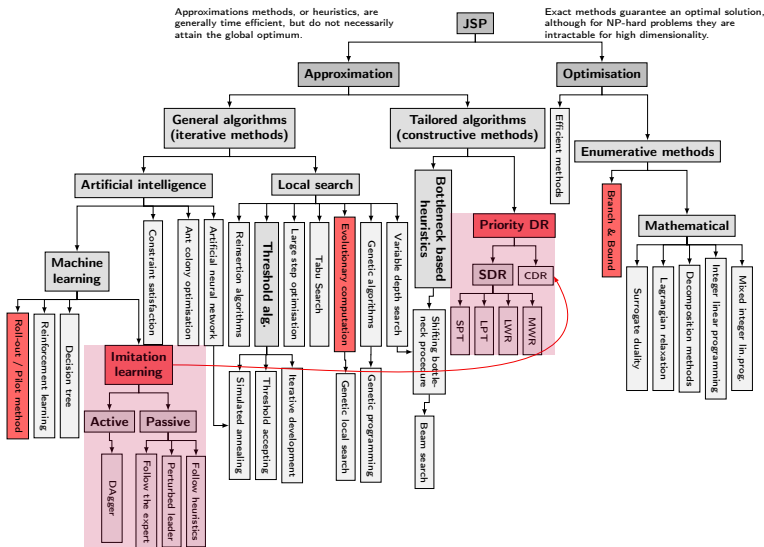 Approximations methods, or heuristics, are
generally time efficient, but do not necessarily
attain the global optimum.
JSP
Exact methods guarantee an optimal solution,
although for NP-hard problems they are
intractable for high dimensionality.
Approximation
Optimisation
General algorithms
(iterative methods)
Tailored algorithms
(constructive methods)
Efficient methods
Enumerative methods
Artificial intelligence
Local search
Bottleneck based
heuristics
Priority DR
Branch & Bound
Mathematical
Machine
learning
Constraint satisfaction
Ant colony optimisation
Artificial neural network
Reinsertion algorithms
Threshold alg.
Large step optimisation
Tabu Search
Evolutionary computation
Genetic algorithms
Variable depth search
SDR
CDR
Surrogate duality
Lagrangian relaxation
Decomposition methods
Integer linear programming
Mixed integer lin.prog.
Roll-out / Pilot method
Reinforcement learning
Decision tree
Imitation
learning
Shifting bottle-
neck procedure
SPT
LPT
LWR
MWR
Simulated annealing
Threshold accepting
Iterative development
Genetic local search
Genetic programming
Beam search
Active
Passive
DAgger
Follow the expert
Perturbed leader
Follow heuristics